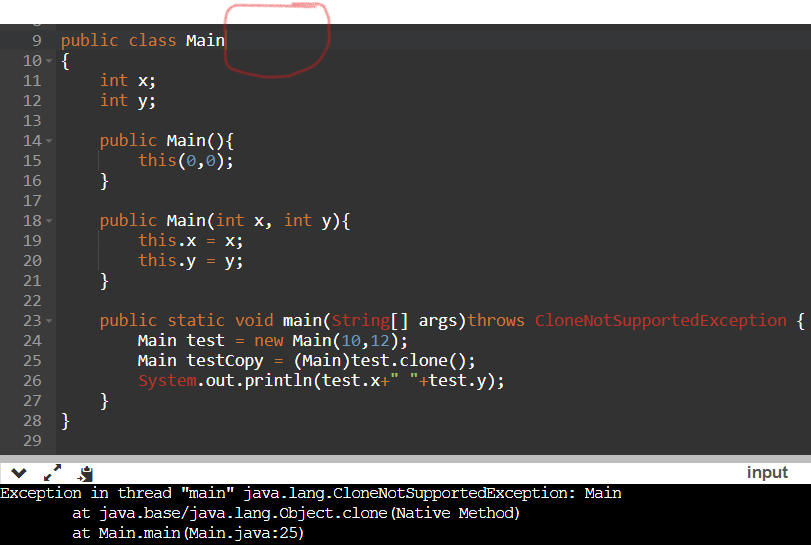 9 public class Main
10 {
11 int x;
12 int y;
13
14 public Main(){
15 this(0,0);
16 }
17
18 public Main(int x, int y){
19 this.x = x;
20 this.y = y;
21 }
22
23 public static void main(String[] args)throws CloneNotSupportedException {
24 Main test = new Main(10,12);
25 Main testCopy = (Main)test.clone();
26 System.out.println(test.x+" "+test.y);
27 }
28 }
29
input
Exception in thread "main" java.lang.CloneNotSupportedException: Main
at java.base/java.lang.Object.clone(Native Method)
at Main.main(Main.java:25)